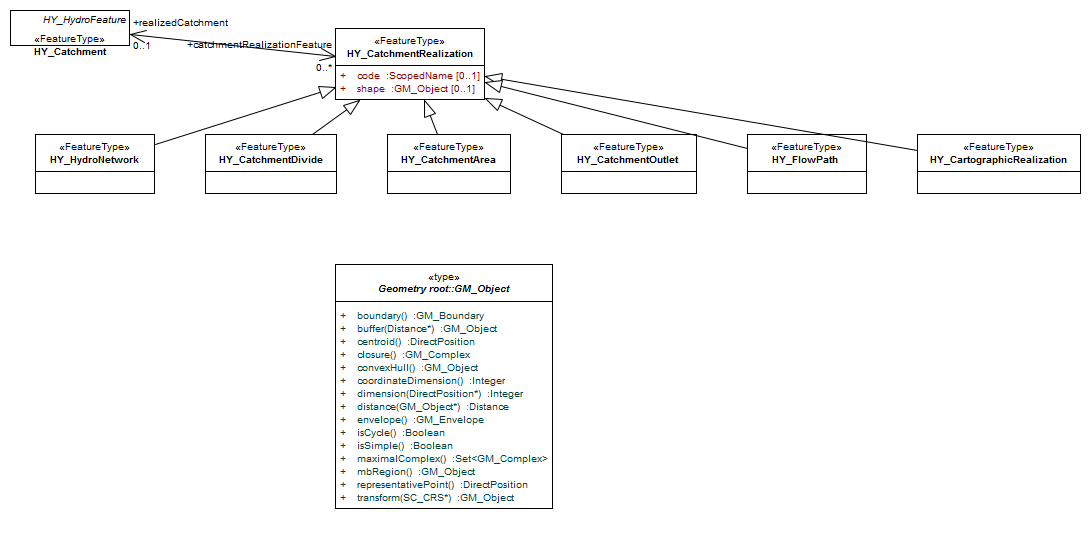 HY_HydroFeature
«FeatureType»
HY_Catchment
+realizedCatchment
0..1
+catchmentRealizationFeature
0..*
«FeatureType»
HY_CatchmentRealization
+ code :ScopedName [0..1]
+ shape :GM_Object [0..1]
«FeatureType»
HY_HydroNetwork
«FeatureType»
HY_CatchmentDivide
«FeatureType»
HY_CatchmentArea
«FeatureType»
HY_CatchmentOutlet
«FeatureType»
HY_FlowPath
«FeatureType»
HY_CartographicRealization
«type»
Geometry root::GM_Object
+ boundary() :GM_Boundary
+ buffer(Distance*) :GM_Object
+ centroid() :DirectPosition
+ closure() :GM_Complex
+ convexHull() :GM_Object
+ coordinateDimension() :Integer
+ dimension(DirectPosition*) :Integer
+ distance(GM_Object*) :Distance
+ envelope() :GM_Envelope
+ isCycle() :Boolean
+ isSimple() :Boolean
+ maximalComplex() :Set<GM_Complex>
+ mbRegion() :GM_Object
+ representativePoint() :DirectPosition
+ transform(SC_CRS*) :GM_Object